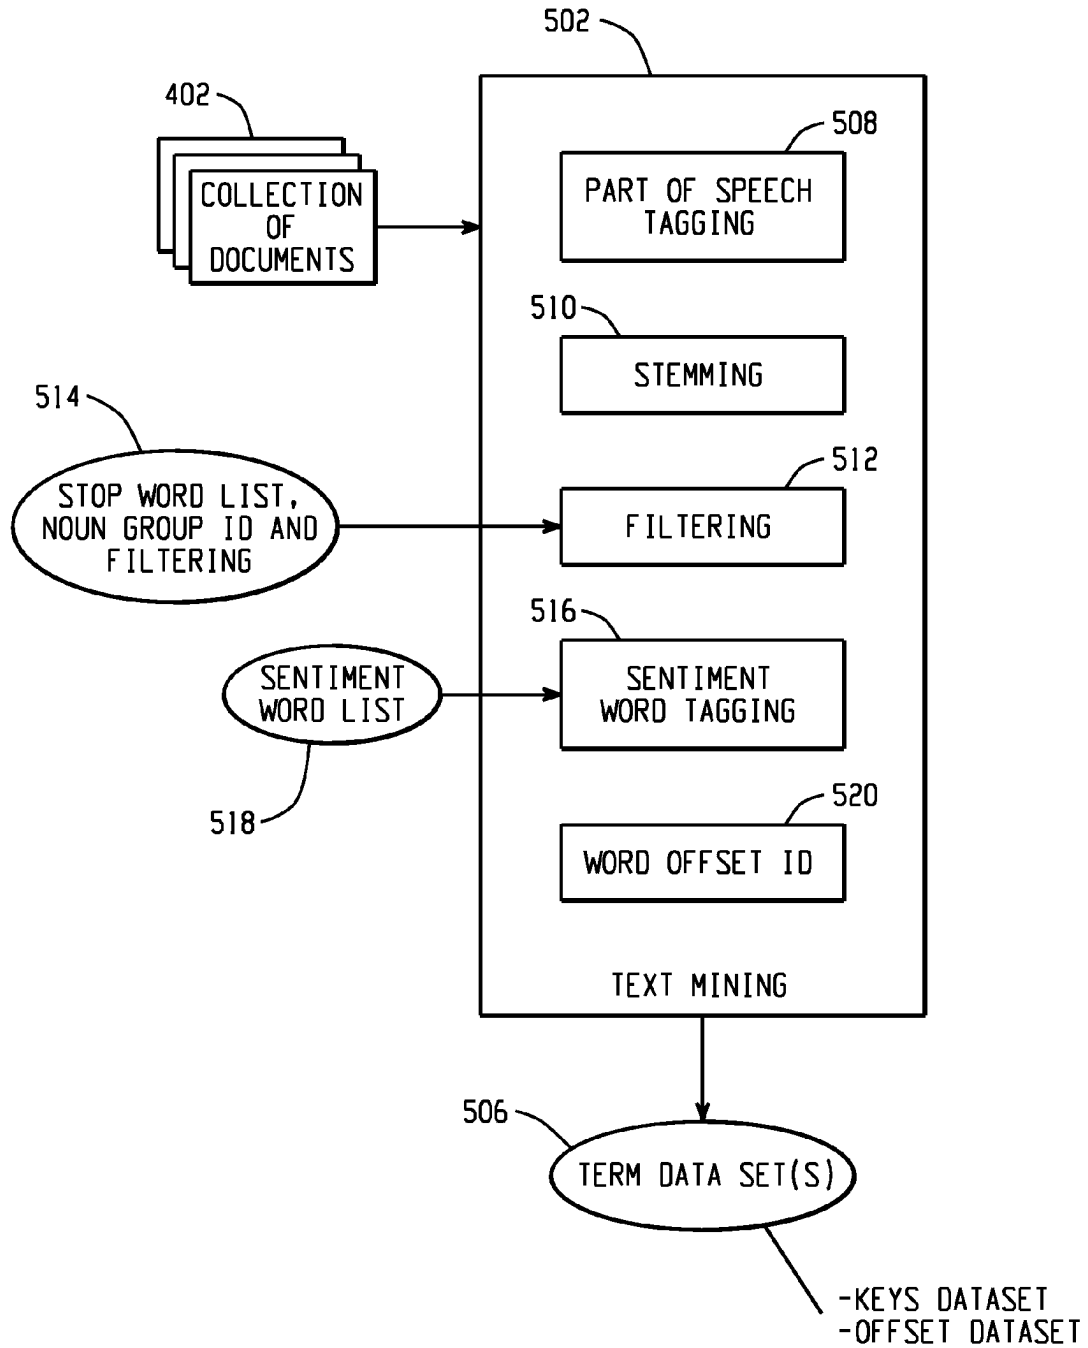 502
402
COLLECTION
OF
DOCUMENTS
508
PART OF SPEECH
TAGGING
510
STEMMING
514
STOP WORD LIST,
NOUN GROUP ID AND
FILTERING
512
FILTERING
516
SENTIMENT
WORD LIST
SENTIMENT
WORD TAGGING
518
520
WORD OFFSET ID
TEXT MINING
506
TERM DATA SET(S)
-KEYS DATASET
-OFFSET DATASET